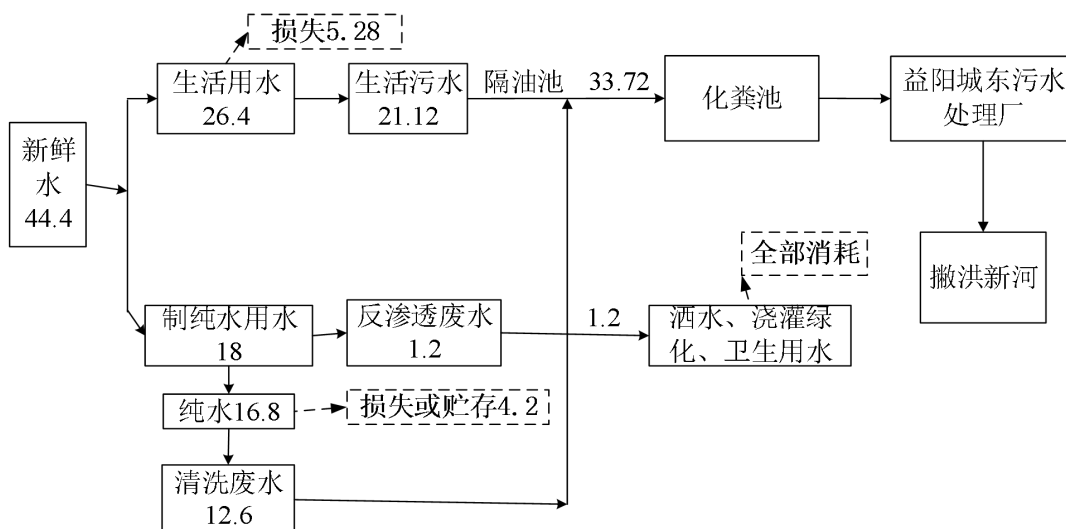 损失5.28
生活用水
26.4
生活污水
21.12
隔油池
33.72
化粪池
益阳城东污水
处理厂
新鲜
水
44.4
撇洪新河
全部消耗
制纯水用水
18
反渗透废水
1.2
1.2
洒水、浇灌绿
化、卫生用水
纯水16.8
损失或贮存4.2
清洗废水
12.6